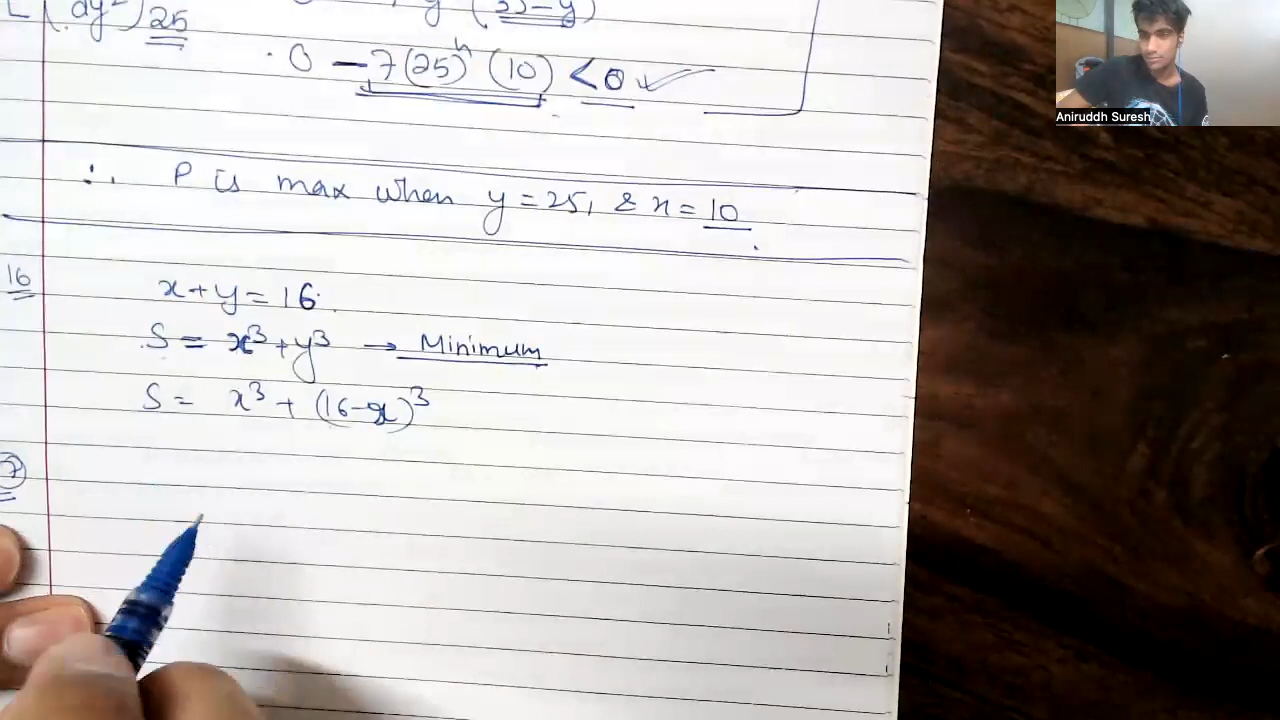 Aniruddh Suresh
0 – 7(25)⁴ (10) < 0 ✓
∴ P is max when y = 25, & x = 10
16
x + y = 16.
S = x³ + y³ → Minimum
S = x³ + (16-x)³